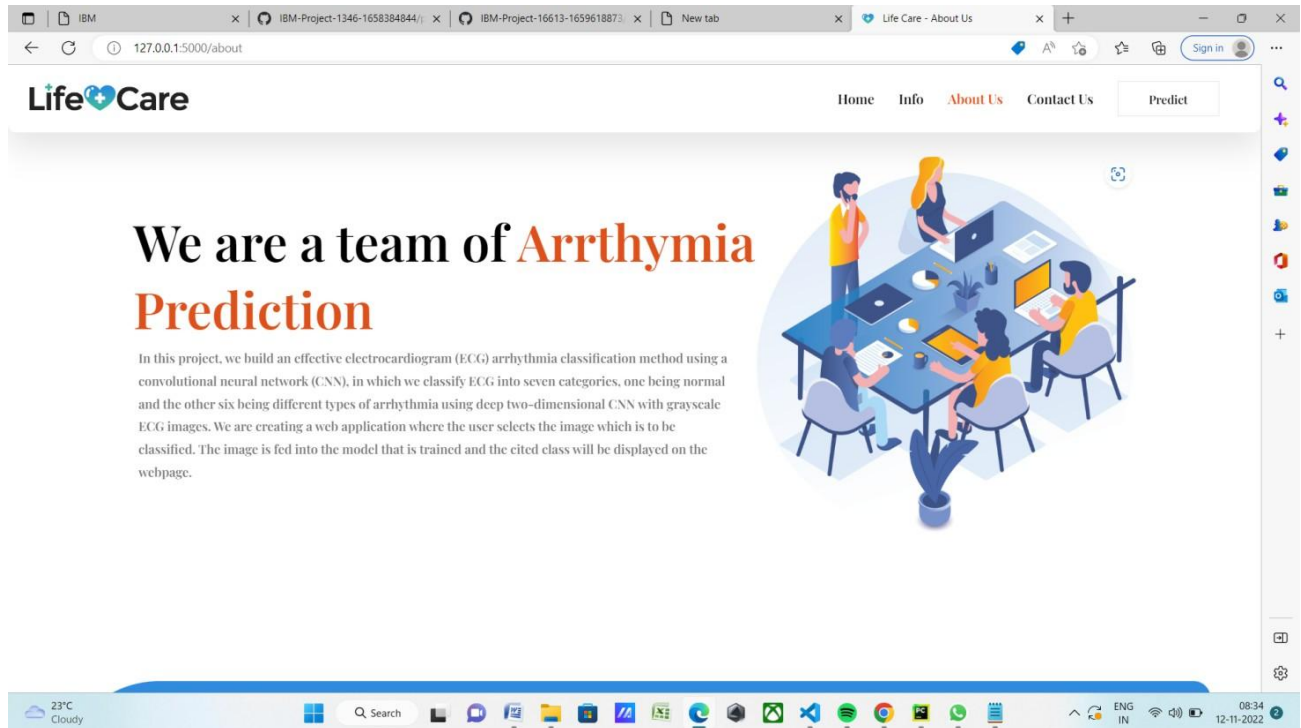 IBM
IBM-Project-1346-1658384844/p
IBM-Project-16613-1659618873
New tab
Life Care - About Us
127.0.0.1:5000/about
Sign in
Life Care
Home Info About Us Contact Us Predict
We are a team of Arrthymia
Prediction
In this project, we build an effective electrocardiogram (ECG) arrhythmia classification method using a
convolutional neural network (CNN), in which we classify ECG into seven categories, one being normal
and the other six being different types of arrhythmia using deep two-dimensional CNN with grayscale
ECG images. We are creating a web application where the user selects the image which is to be
classified. The image is fed into the model that is trained and the cited class will be displayed on the
webpage.
23°C
Cloudy
Search
ENG
IN
08:34
12-11-2022
2